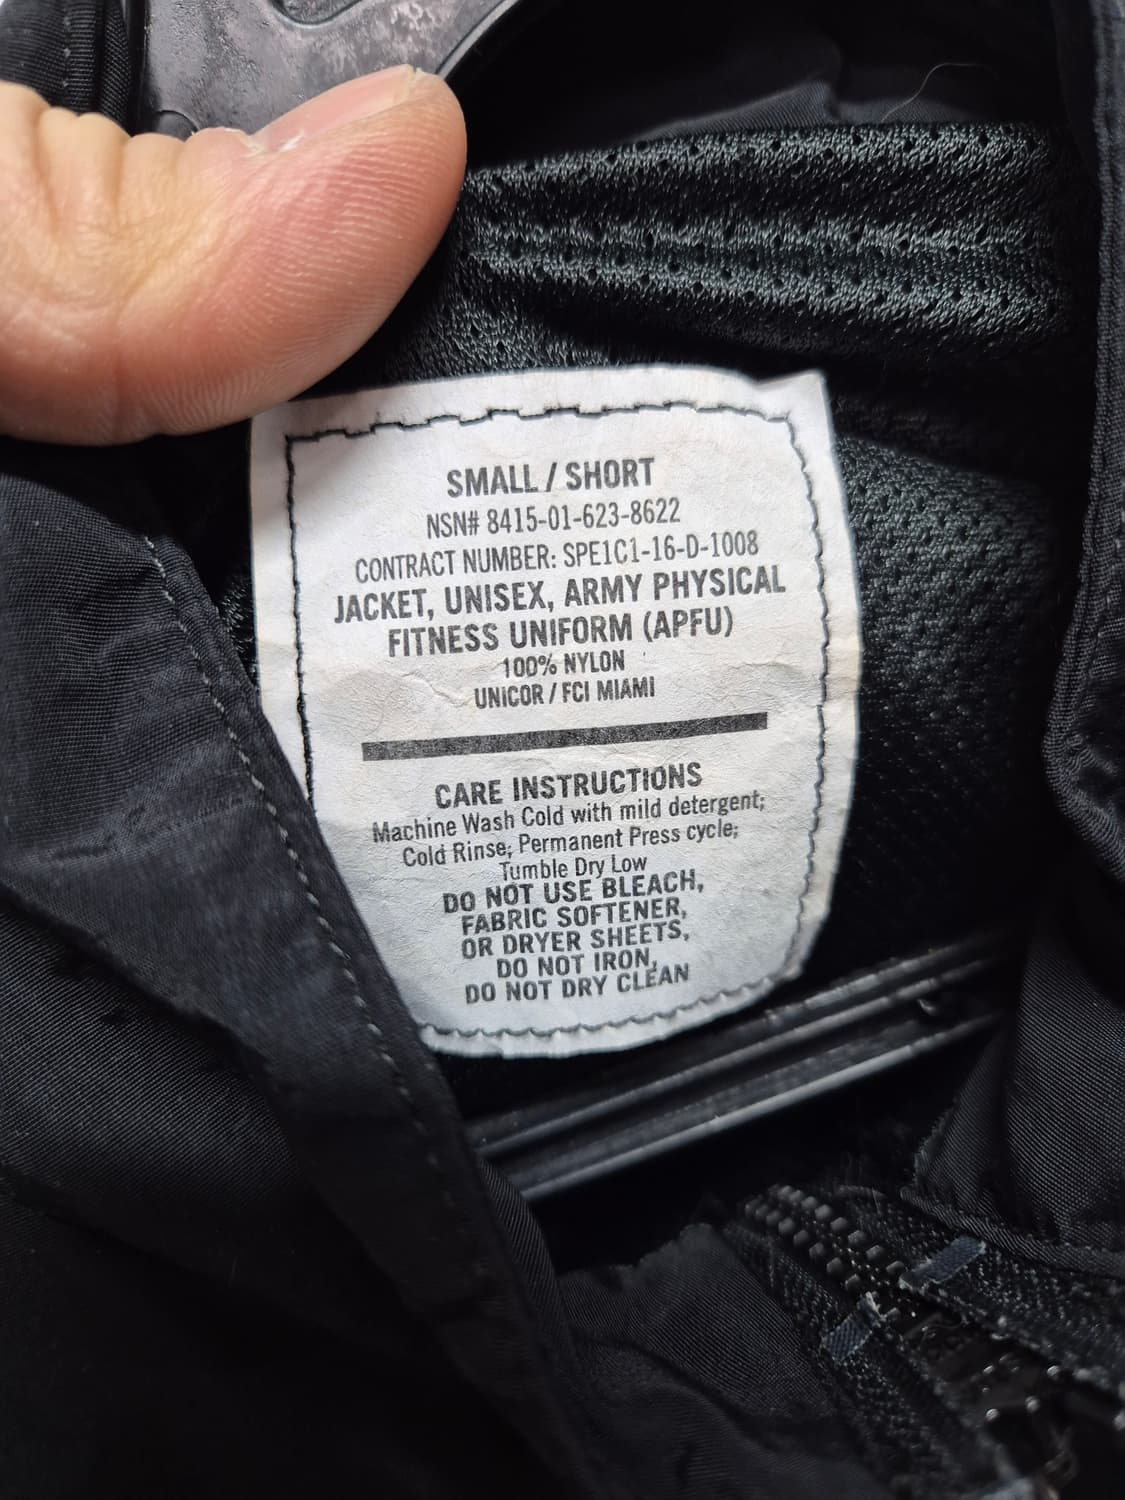 SMALL / SHORT
NSN# 8415-01-623-8622
CONTRACT NUMBER: SPE1C1-16-D-1008
JACKET, UNISEX, ARMY PHYSICAL
FITNESS UNIFORM (APFU)
100% NYLON
UNICOR / FCI MIAMI
CARE INSTRUCTIONS
Machine Wash Cold with mild detergent;
Cold Rinse; Permanent Press cycle;
Tumble Dry Low
DO NOT USE BLEACH,
FABRIC SOFTENER,
OR DRYER SHEETS,
DO NOT IRON,
DO NOT DRY CLEAN